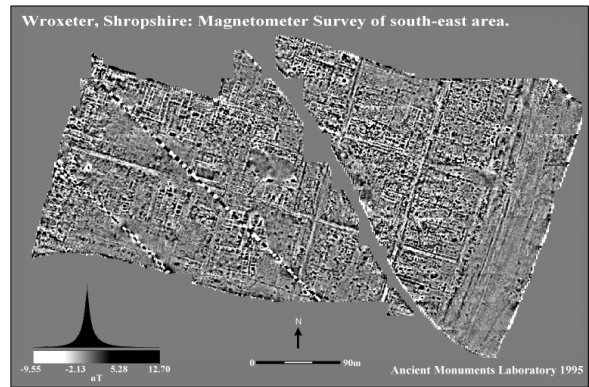 Wroxeter, Shropshire: Magnetometer Survey of south-east area.
N
-9.55 -2.13 5.28 12.70
nT
0 90m
Ancient Monuments Laboratory 1995